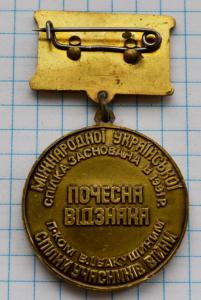 МІЖНАРОДНОЇ УКРАЇНСЬКОЇ
СПІЛКА ЗАСНОВАНА В 1991 Р.
ПОЧЕСНА
ВІДЗНАКА
СПІЛКИ УЧАСНИКІВ ВІЙНИ